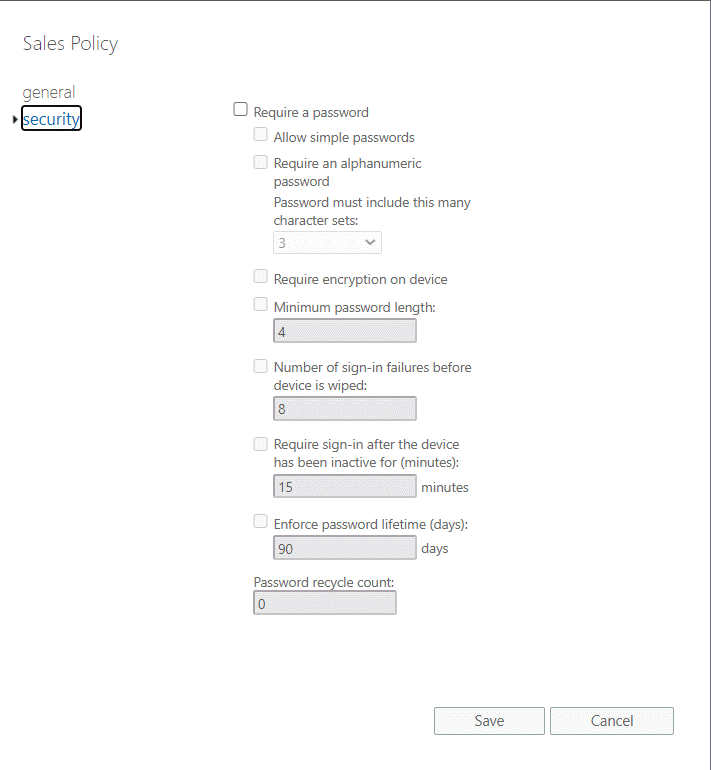 Sales Policy
general
security
Require a password
Allow simple passwords
Require an alphanumeric
password
Password must include this many
character sets:
3
Require encryption on device
Minimum password length:
4
Number of sign-in failures before
device is wiped:
8
Require sign-in after the device
has been inactive for (minutes):
15 minutes
Enforce password lifetime (days):
90 days
Password recycle count:
0
Save Cancel